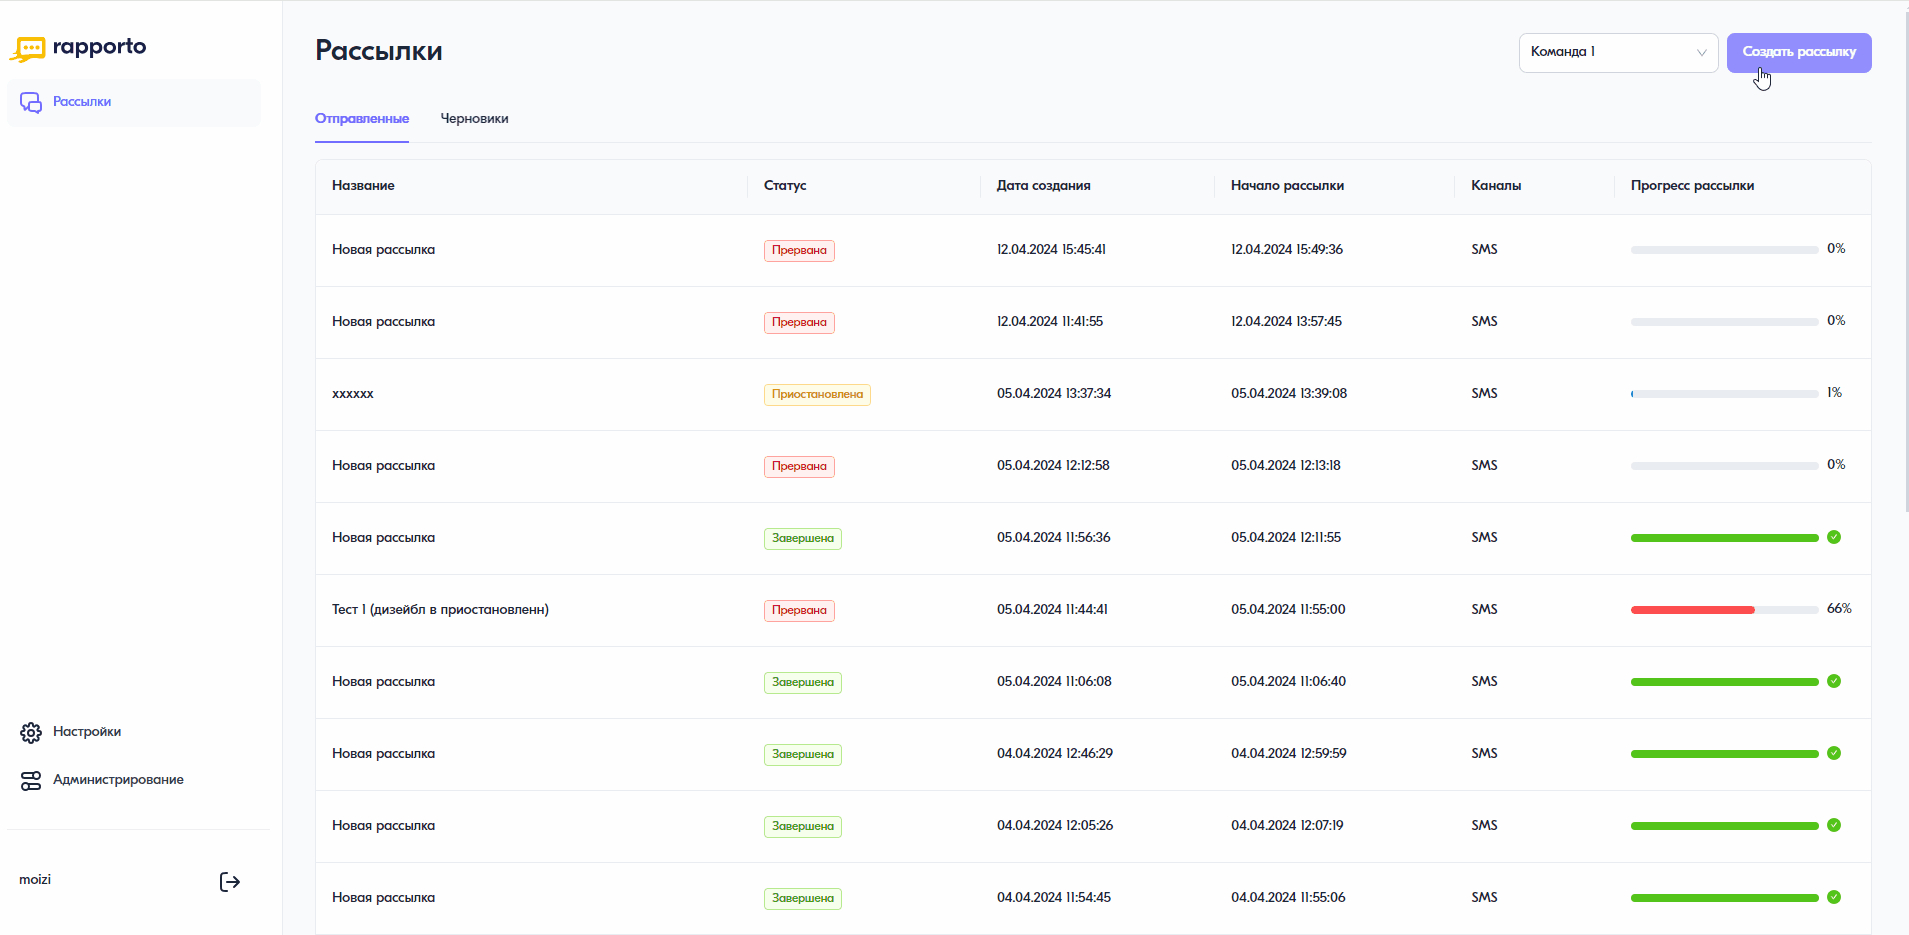 rapporto
Рассылки
Рассылки
Команда 1
Создать рассылку
Отправленные Черновики
Название Статус Дата создания Начало рассылки Каналы Прогресс рассылки
Новая рассылка Прервана 12.04.2024 15:45:41 12.04.2024 15:49:36 SMS 0%
Новая рассылка Прервана 12.04.2024 11:41:55 12.04.2024 13:57:45 SMS 0%
xxxxxx Приостановлена 05.04.2024 13:37:34 05.04.2024 13:39:08 SMS 1%
Новая рассылка Прервана 05.04.2024 12:12:58 05.04.2024 12:13:18 SMS 0%
Новая рассылка Завершена 05.04.2024 11:56:36 05.04.2024 12:11:55 SMS
Тест 1 (дизейбл в приостановленн) Прервана 05.04.2024 11:44:41 05.04.2024 11:55:00 SMS 66%
Новая рассылка Завершена 05.04.2024 11:06:08 05.04.2024 11:06:40 SMS
Новая рассылка Завершена 04.04.2024 12:46:29 04.04.2024 12:59:59 SMS
Новая рассылка Завершена 04.04.2024 12:05:26 04.04.2024 12:07:19 SMS
Новая рассылка Завершена 04.04.2024 11:54:45 04.04.2024 11:55:06 SMS
Настройки
Администрирование
moizi